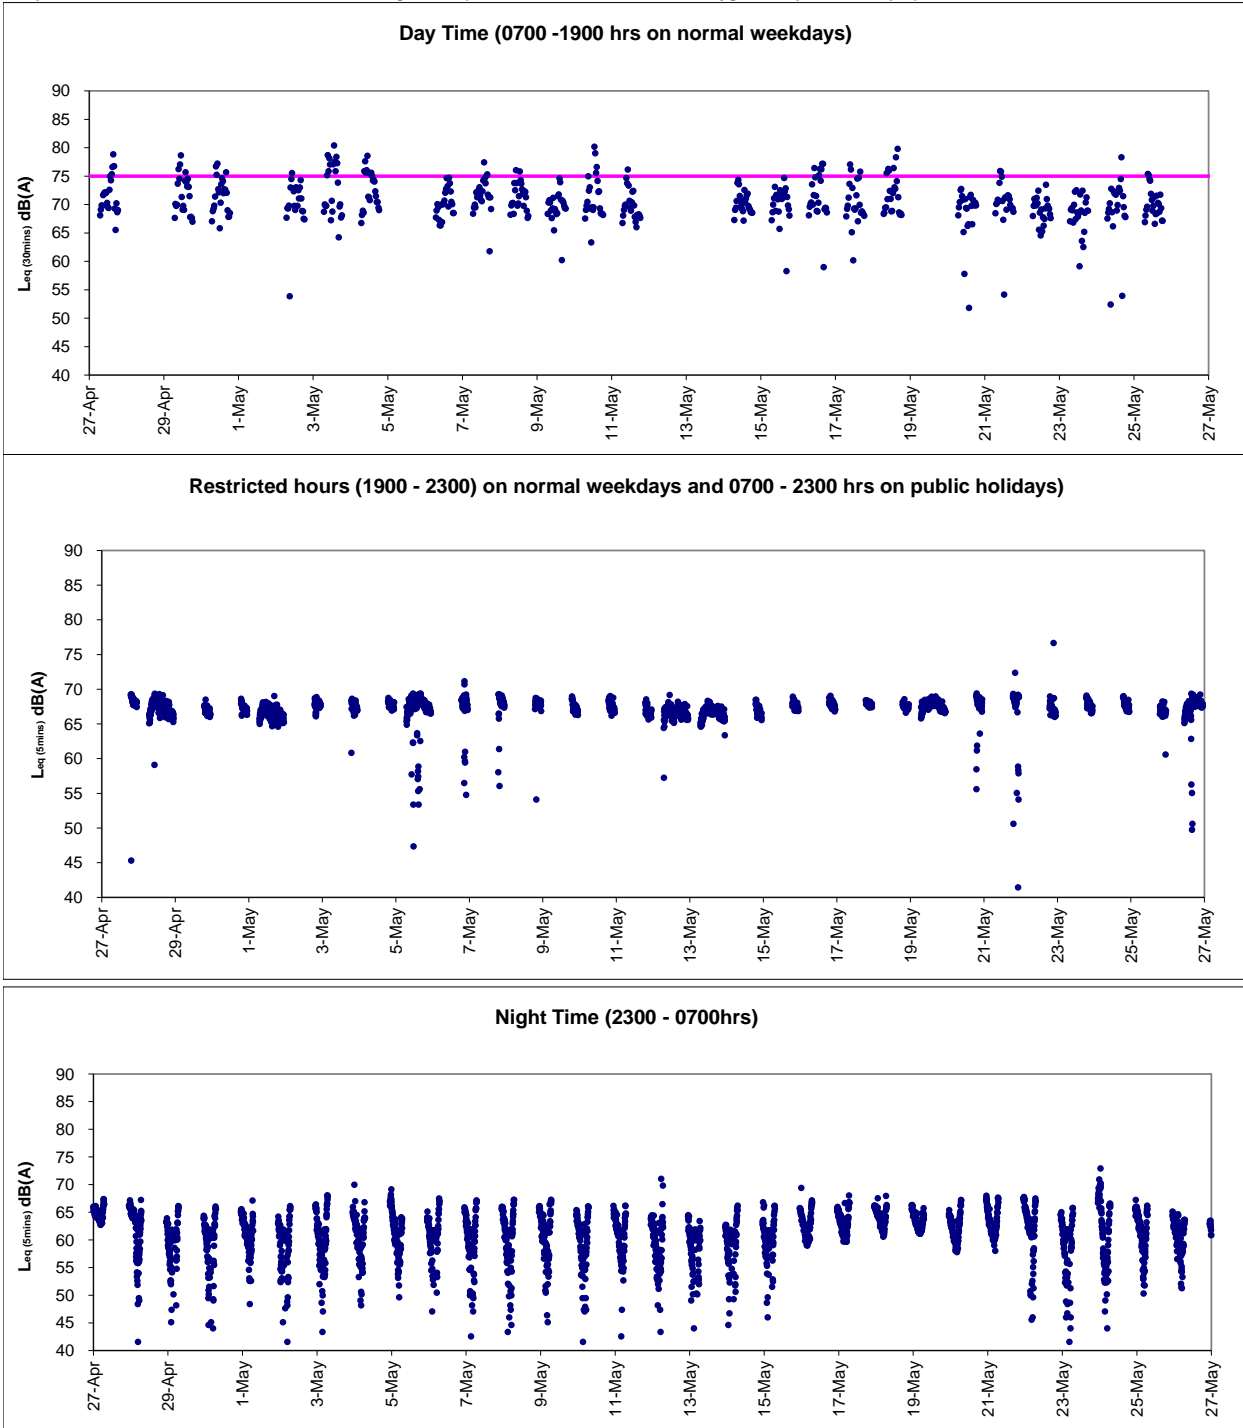 Day Time (0700 -1900 hrs on normal weekdays)
90
85
80
75
70
65
60
55
50
45
40
Leq (30mins) dB(A)
27-Apr
29-Apr
1-May
3-May
5-May
7-May
9-May
11-May
13-May
15-May
17-May
19-May
21-May
23-May
25-May
27-May
Restricted hours (1900 - 2300) on normal weekdays and 0700 - 2300 hrs on public holidays)
90
85
80
75
70
65
60
55
50
45
40
Leq (5mins) dB(A)
27-Apr
29-Apr
1-May
3-May
5-May
7-May
9-May
11-May
13-May
15-May
17-May
19-May
21-May
23-May
25-May
27-May
Night Time (2300 - 0700hrs)
90
85
80
75
70
65
60
55
50
45
40
Leq (5mins) dB(A)
27-Apr
29-Apr
1-May
3-May
5-May
7-May
9-May
11-May
13-May
15-May
17-May
19-May
21-May
23-May
25-May
27-May